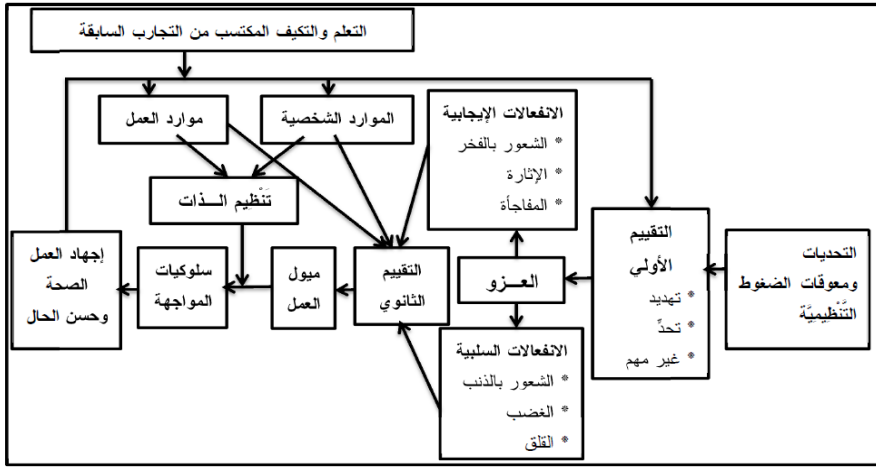 التعلم والتكيف المكتسب من التجارب السابقة
الموارد الشخصية
موارد العمل
تَنْظيم الـــذات
الانفعالات الإيجابية
* الشعور بالفخر
* الإثارة
* المفاجأة
التحديات
ومعوقات الضغوط
التَّنْظِيمِيَّة
التقييم
الأولي
* تهديد
* تحدِّ
* غير مهم
العـــزو
التقييم
الثانوي
ميول
العمل
سلوكيات
المواجهة
إجهاد العمل
الصحة
وحسن الحال
الانفعالات السلبية
* الشعور بالذنب
* الغضب
* القلق